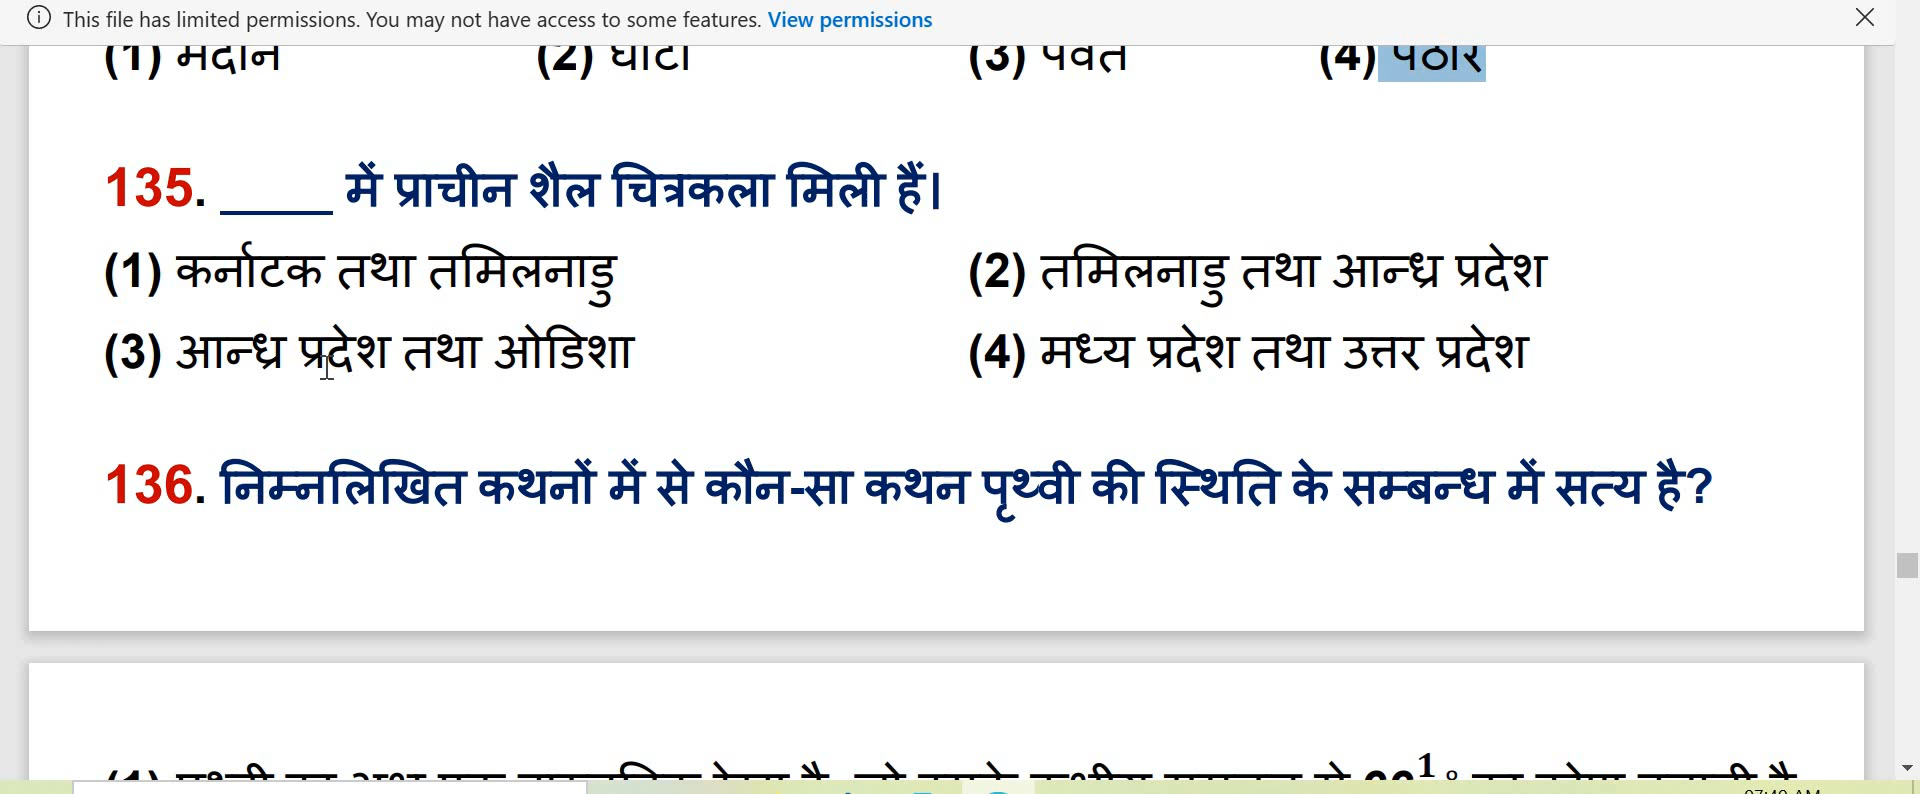 This file has limited permissions. You may not have access to some features. View permissions
(1) मैदान (2) घाटी (3) पर्वत (4) पठार
135. _____ में प्राचीन शैल चित्रकला मिली हैं।
(1) कर्नाटक तथा तमिलनाडु (2) तमिलनाडु तथा आन्ध्र प्रदेश
(3) आन्ध्र प्रदेश तथा ओडिशा (4) मध्य प्रदेश तथा उत्तर प्रदेश
136. निम्नलिखित कथनों में से कौन-सा कथन पृथ्वी की स्थिति के सम्बन्ध में सत्य है?